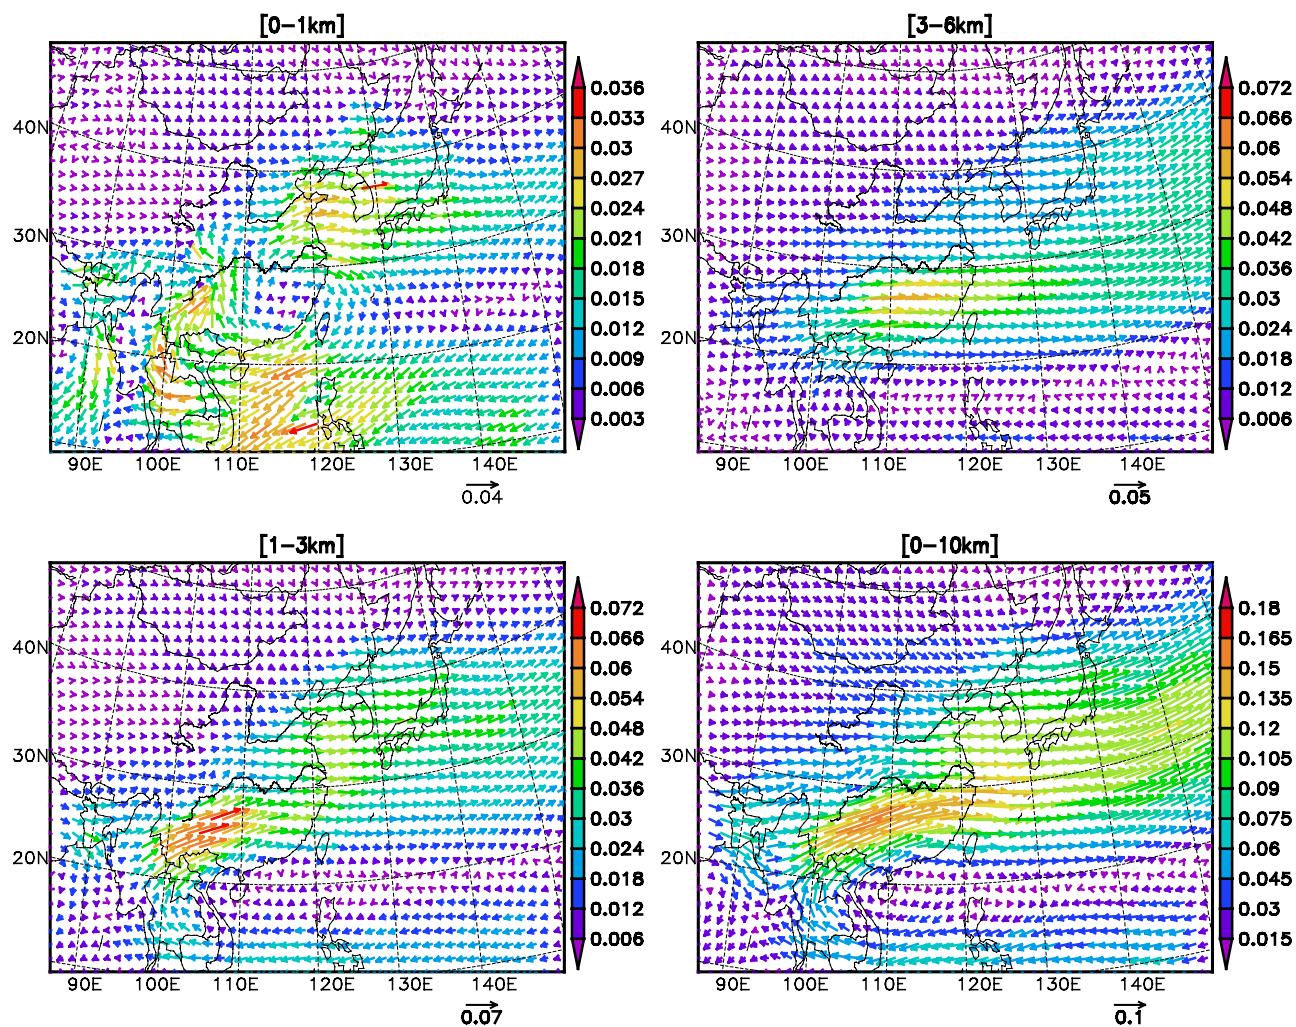 [0−1km]
40N
30N
20N
90E 100E 110E 120E 130E 140E
0.04
0.036
0.033
0.03
0.027
0.024
0.021
0.018
0.015
0.012
0.009
0.006
0.003
[3−6km]
40N
30N
20N
90E 100E 110E 120E 130E 140E
0.05
0.072
0.066
0.06
0.054
0.048
0.042
0.036
0.03
0.024
0.018
0.012
0.006
[1−3km]
40N
30N
20N
90E 100E 110E 120E 130E 140E
0.07
0.072
0.066
0.06
0.054
0.048
0.042
0.036
0.03
0.024
0.018
0.012
0.006
[0−10km]
40N
30N
20N
90E 100E 110E 120E 130E 140E
0.1
0.18
0.165
0.15
0.135
0.12
0.105
0.09
0.075
0.06
0.045
0.03
0.015